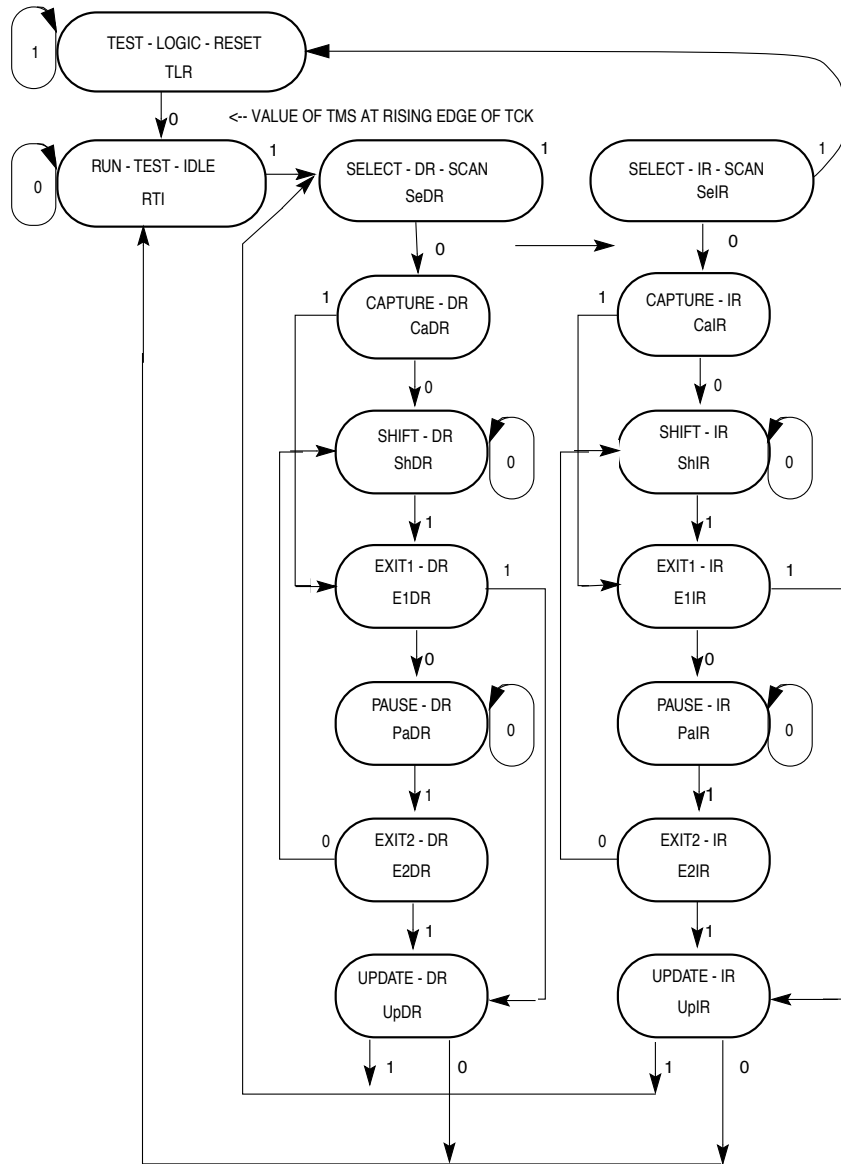 TEST - LOGIC - RESET
TLR
1
0
<-- VALUE OF TMS AT RISING EDGE OF TCK
RUN - TEST - IDLE
RTI
0
1
SELECT - DR - SCAN
SeDR
1
SELECT - IR - SCAN
SeIR
1
0
0
1
CAPTURE - DR
CaDR
1
CAPTURE - IR
CaIR
0
0
SHIFT - DR
ShDR
0
SHIFT - IR
ShIR
0
1
1
EXIT1 - DR
E1DR
1
EXIT1 - IR
E1IR
1
0
0
PAUSE - DR
PaDR
0
PAUSE - IR
PaIR
0
1
1
0
EXIT2 - DR
E2DR
0
EXIT2 - IR
E2IR
1
1
UPDATE - DR
UpDR
UPDATE - IR
UpIR
1
0
1
0